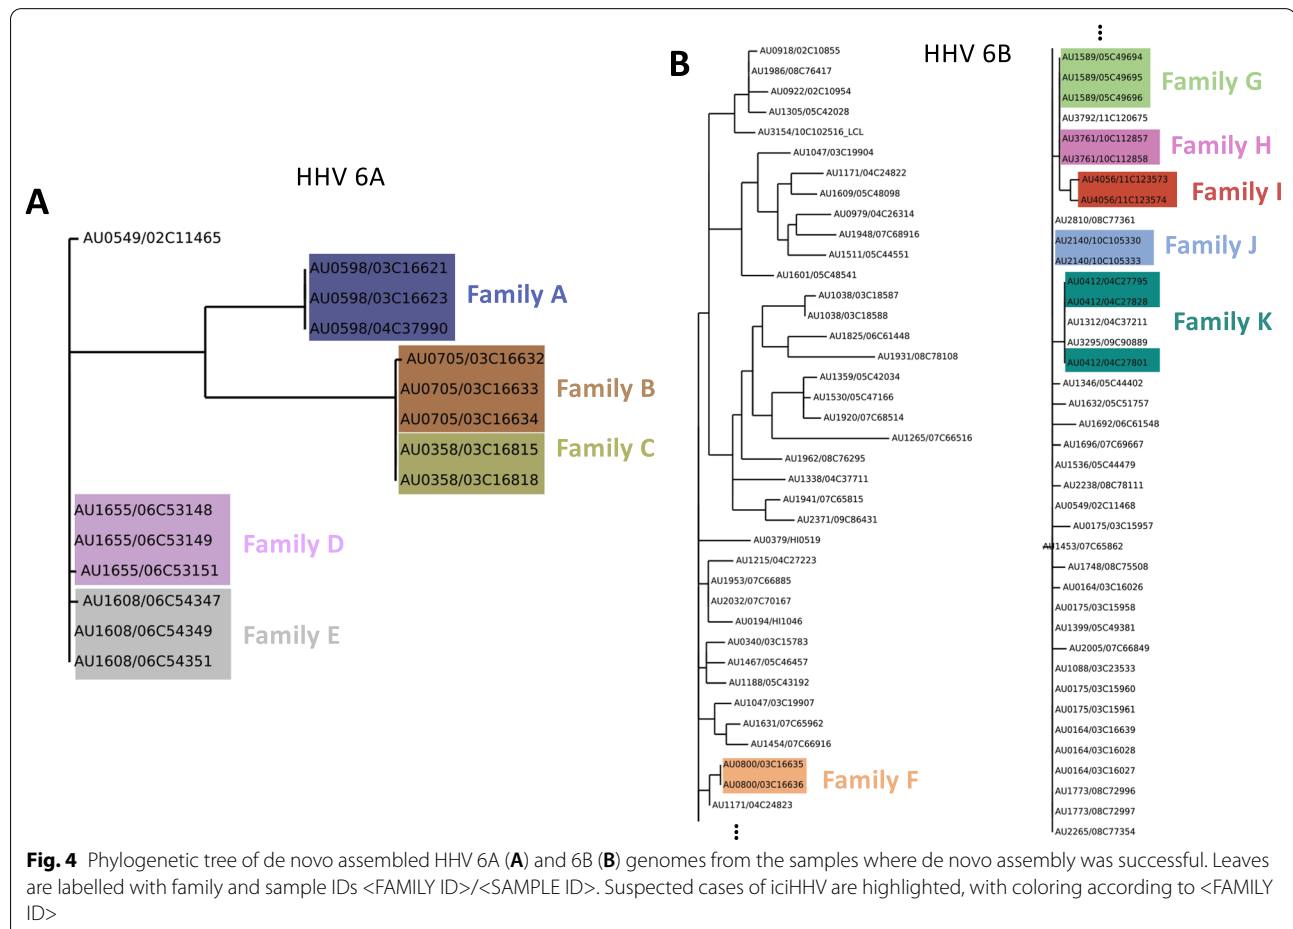 A
HHV 6A
AU0549/02C11465
AU0598/03C16621
AU0598/03C16623
AU0598/04C37990
Family A
AU0705/03C16632
AU0705/03C16633
AU0705/03C16634
Family B
AU0358/03C16815
AU0358/03C16818
Family C
AU1655/06C53148
AU1655/06C53149
AU1655/06C53151
Family D
AU1608/06C54347
AU1608/06C54349
AU1608/06C54351
Family E
B
HHV 6B
AU0918/02C10855
AU1986/08C76417
AU0922/02C10954
AU1305/05C42028
AU3154/10C102516_LCL
AU1047/03C19904
AU1171/04C24822
AU1609/05C48098
AU0979/04C26314
AU1948/07C68916
AU1511/05C44551
AU1601/05C48541
AU1038/03C18587
AU1038/03C18588
AU1825/06C61448
AU1931/08C78108
AU1359/05C42034
AU1530/05C47166
AU1920/07C68514
AU1265/07C66516
AU1962/08C76295
AU1338/04C37711
AU1941/07C65815
AU2371/09C86431
AU0379/HI0519
AU1215/04C27223
AU1953/07C66885
AU2032/07C70167
AU0194/HI1046
AU0340/03C15783
AU1467/05C46457
AU1188/05C43192
AU1047/03C19907
AU1631/07C65962
AU1454/07C66916
AU0800/03C16635
AU0800/03C16636
Family F
AU1171/04C24823
AU1589/05C49694
AU1589/05C49695
AU1589/05C49696
Family G
AU3792/11C120675
AU3761/10C112857
AU3761/10C112858
Family H
AU4056/11C123573
AU4056/11C123574
Family I
AU2810/08C77361
AU2140/10C105330
AU2140/10C105333
Family J
AU0412/04C27795
AU0412/04C27828
AU1312/04C37211
AU3295/09C90889
AU0412/04C27801
Family K
AU1346/05C44402
AU1632/05C51757
AU1692/06C61548
AU1696/07C69667
AU1536/05C44479
AU2238/08C78111
AU0549/02C11468
AU0175/03C15957
AU1453/07C65862
AU1748/08C75508
AU0164/03C16026
AU0175/03C15958
AU1399/05C49381
AU2005/07C66849
AU1088/03C23533
AU0175/03C15960
AU0175/03C15961
AU0164/03C16639
AU0164/03C16028
AU0164/03C16027
AU1773/08C72996
AU1773/08C72997
AU2265/08C77354
Fig. 4 Phylogenetic tree of de novo assembled HHV 6A (A) and 6B (B) genomes from the samples where de novo assembly was successful. Leaves
are labelled with family and sample IDs <FAMILY ID>/<SAMPLE ID>. Suspected cases of iciHHV are highlighted, with coloring according to <FAMILY
ID>